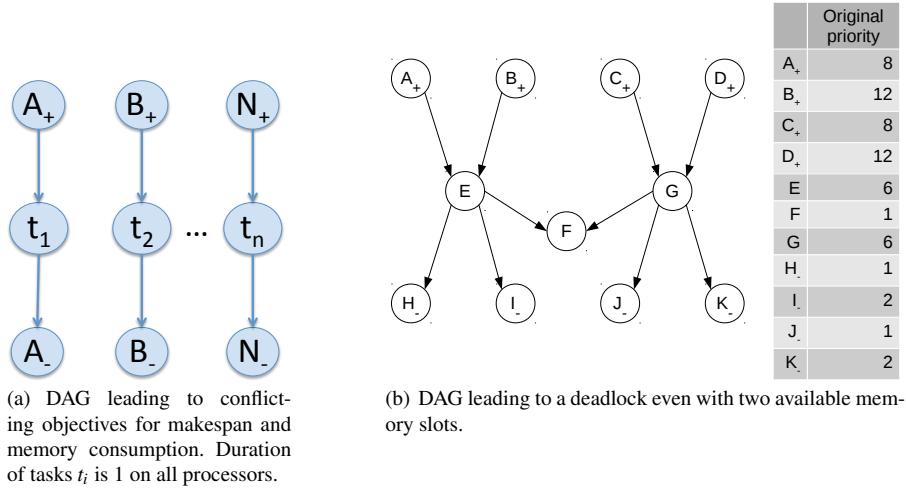 A+ B+ N+
t1 t2 ... tn
A- B- N-
(a) DAG leading to conflict-
ing objectives for makespan and
memory consumption. Duration
of tasks ti is 1 on all processors.
A+ B+ C+ D+
E G
F
H- I- J- K-
(b) DAG leading to a deadlock even with two available mem-
ory slots.
Original
priority
A+ 8
B+ 12
C+ 8
D+ 12
E 6
F 1
G 6
H- 1
I- 2
J- 1
K- 2